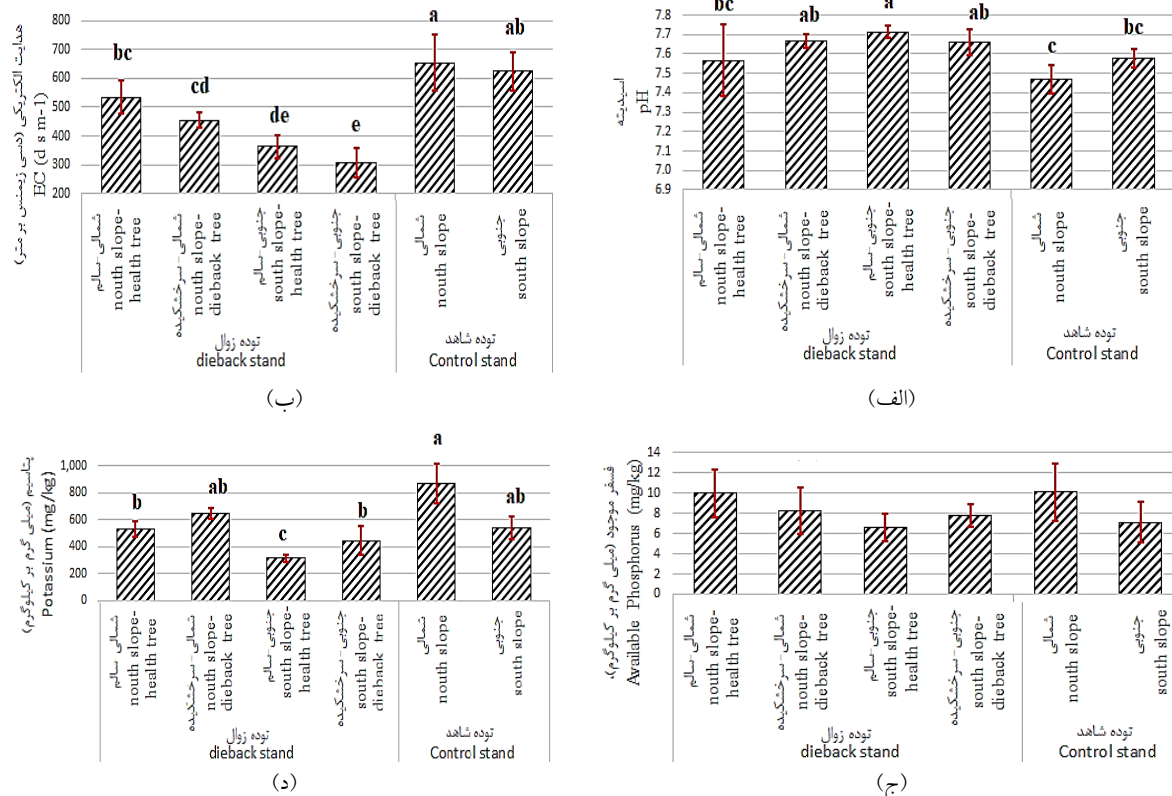 bc
ab
a
ab
c
bc
7.8
7.7
7.6
7.5
7.4
7.3
7.2
7.1
7.0
6.9
اسیدیته
pH
شمالی-سالم
nouth slope-
health tree
شمالی-سرخشکیده
nouth slope-
dieback tree
جنوبی-سالم
south slope-
health tree
جنوبی-سرخشکیده
south slope-
dieback tree
شمالی
nouth slope
جنوبی
south slope
توده زوال
dieback stand
توده شاهد
Control stand
(الف)
bc
cd
de
e
a
ab
800
700
600
500
400
300
200
هدایت الکتریکی (دسی زیمنس بر متر)
EC (d s m-1)
شمالی-سالم
nouth slope-
health tree
شمالی-سرخشکیده
nouth slope-
dieback tree
جنوبی-سالم
south slope-
health tree
جنوبی-سرخشکیده
south slope-
dieback tree
شمالی
nouth slope
جنوبی
south slope
توده زوال
dieback stand
توده شاهد
Control stand
(ب)
14
12
10
8
6
4
2
0
فسفر موجود (میلی گرم بر کیلوگرم)،
Available Phosphorus (mg/kg)
شمالی-سالم
nouth slope-
health tree
شمالی-سرخشکیده
nouth slope-
dieback tree
جنوبی-سالم
south slope-
health tree
جنوبی-سرخشکیده
south slope-
dieback tree
شمالی
nouth slope
جنوبی
south slope
توده زوال
dieback stand
توده شاهد
Control stand
(ج)
b
ab
c
b
a
ab
1,000
800
600
400
200
0
پتاسیم (میلی گرم بر کیلوگرم)
Potassium (mg/kg)
شمالی-سالم
nouth slope-
health tree
شمالی-سرخشکیده
nouth slope-
dieback tree
جنوبی-سالم
south slope-
health tree
جنوبی-سرخشکیده
south slope-
dieback tree
شمالی
nouth slope
جنوبی
south slope
توده زوال
dieback stand
توده شاهد
Control stand
(د)